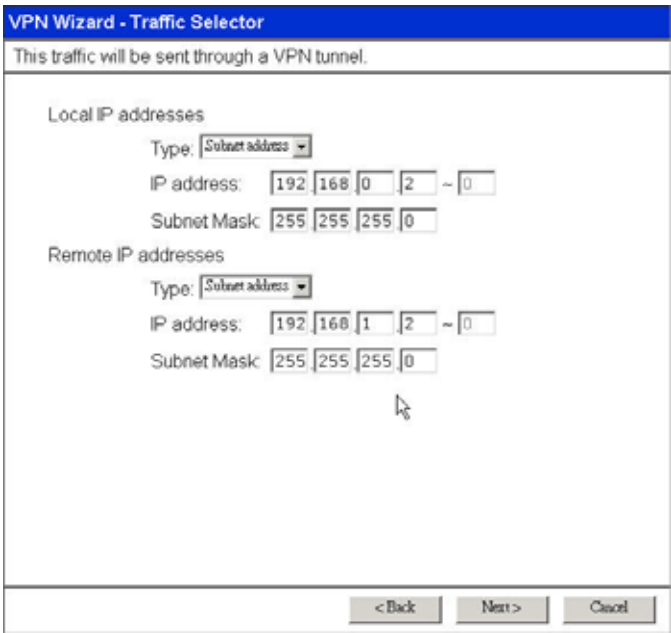 VPN Wizard - Traffic Selector
This traffic will be sent through a VPN tunnel.
Local IP addresses
Type: Subnet address
IP address: 192 .168 .0 .2 ~ 0
Subnet Mask: 255 .255 .255 .0
Remote IP addresses
Type: Subnet address
IP address: 192 .168 .1 .2 ~ 0
Subnet Mask: 255 .255 .255 .0
< Back Next > Cancel